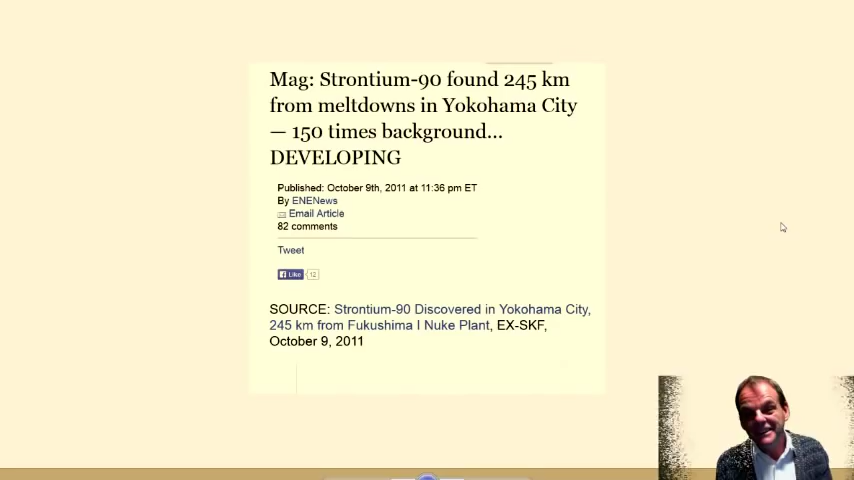 Mag: Strontium-90 found 245 km
from meltdowns in Yokohama City
— 150 times background...
DEVELOPING
Published: October 9th, 2011 at 11:36 pm ET
By ENENews
Email Article
82 comments
Tweet
Like 12
SOURCE: Strontium-90 Discovered in Yokohama City,
245 km from Fukushima I Nuke Plant, EX-SKF,
October 9, 2011